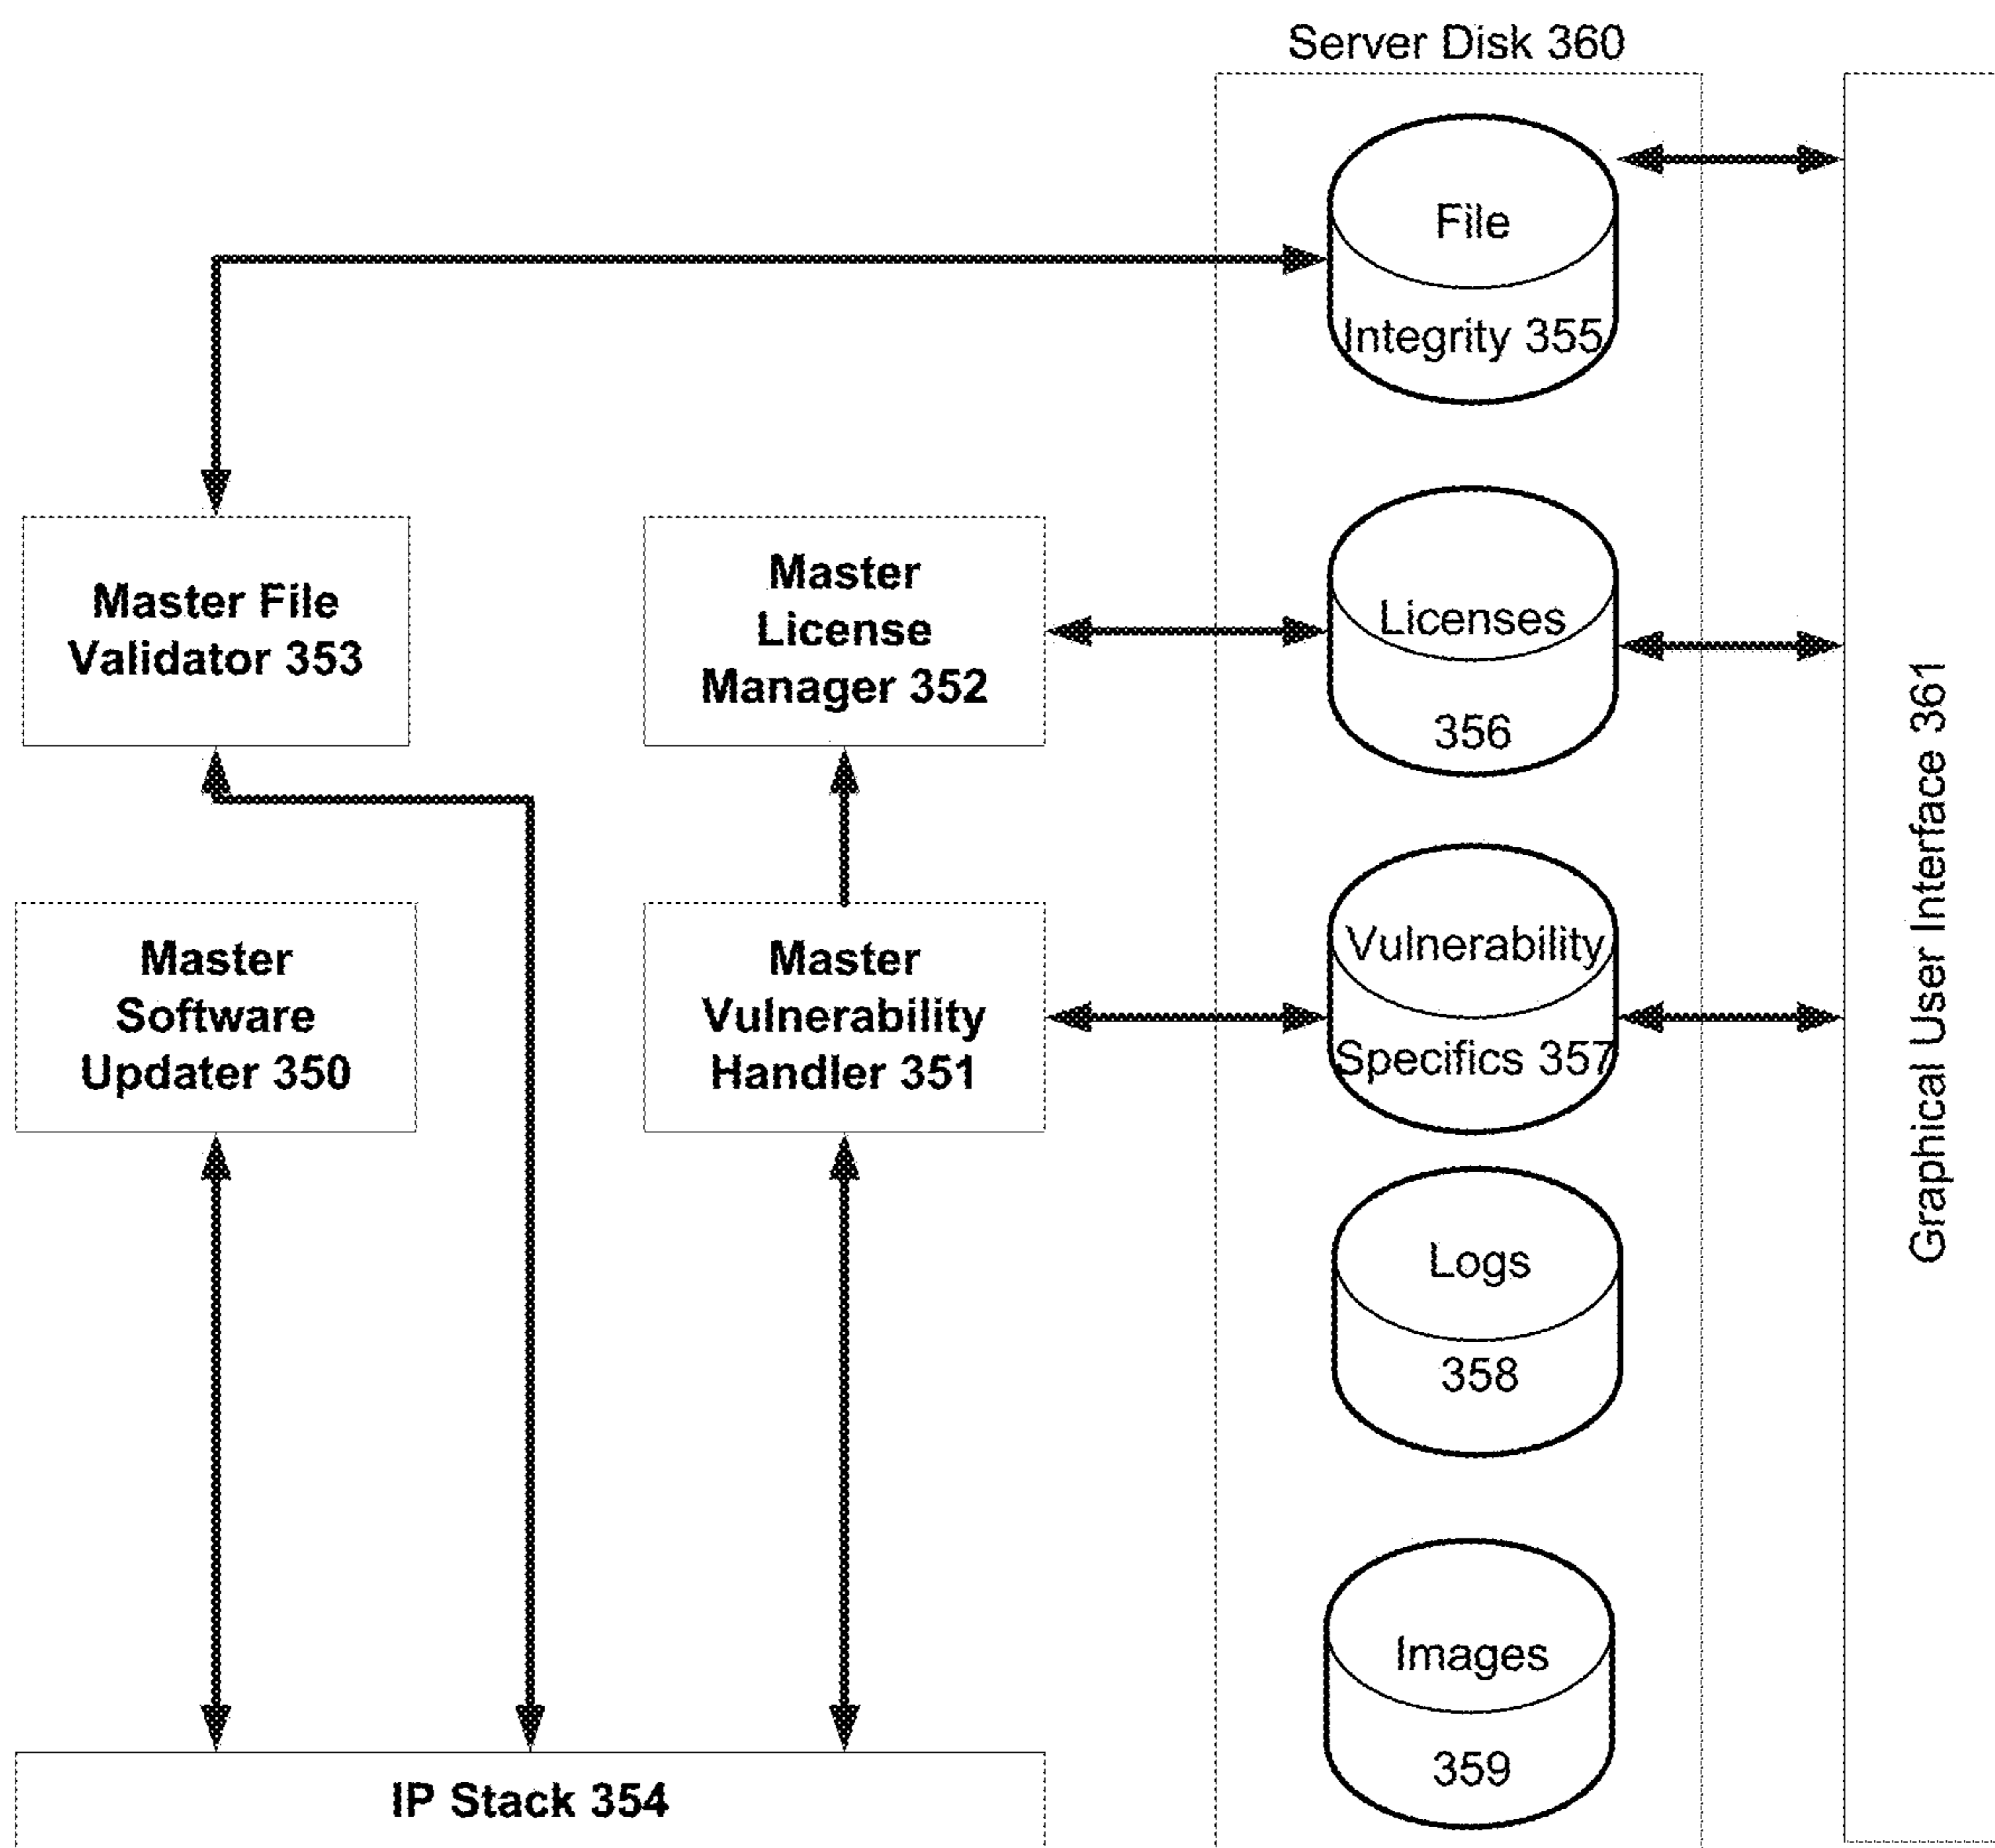 Server Disk 360
File
Integrity 355
Master File
Validator 353
Master
License
Manager 352
Licenses
356
Master
Software
Updater 350
Master
Vulnerability
Handler 351
Vulnerability
Specifics 357
Logs
358
Images
359
IP Stack 354
Graphical User Interface 361